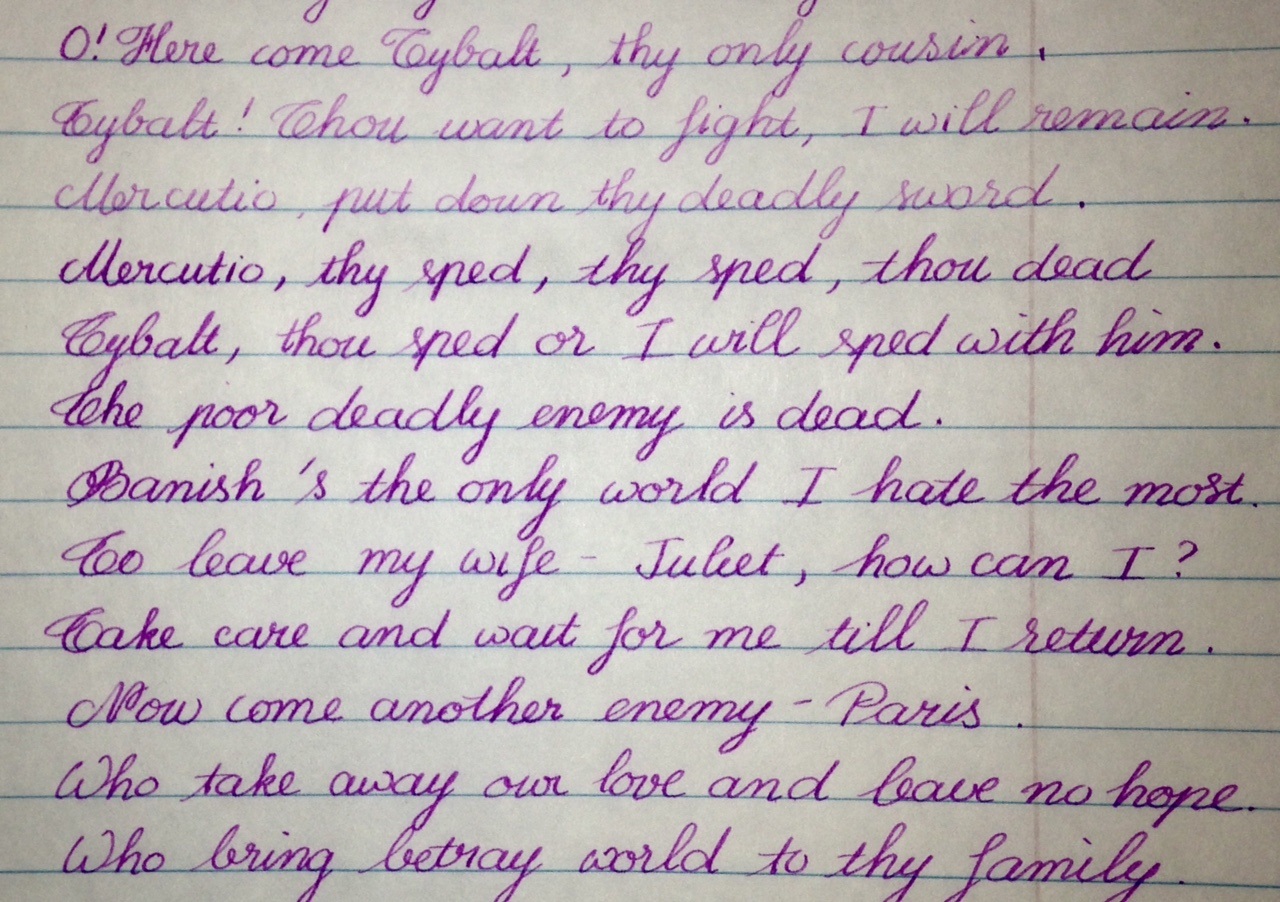 O! Here come Tybalt, thy only cousin.
Tybalt! Thou want to fight, I will remain.
Mercutio, put down thy deadly sword.
Mercutio, thy sped, thy sped, thou dead
Tybalt, thou sped or I will sped with him.
The poor deadly enemy is dead.
Banish's the only world I hate the most.
Too leave my wife - Juliet, how can I?
Take care and wait for me till I return.
Now come another enemy - Paris.
Who take away our love and leave no hope.
Who bring betray world to thy family.